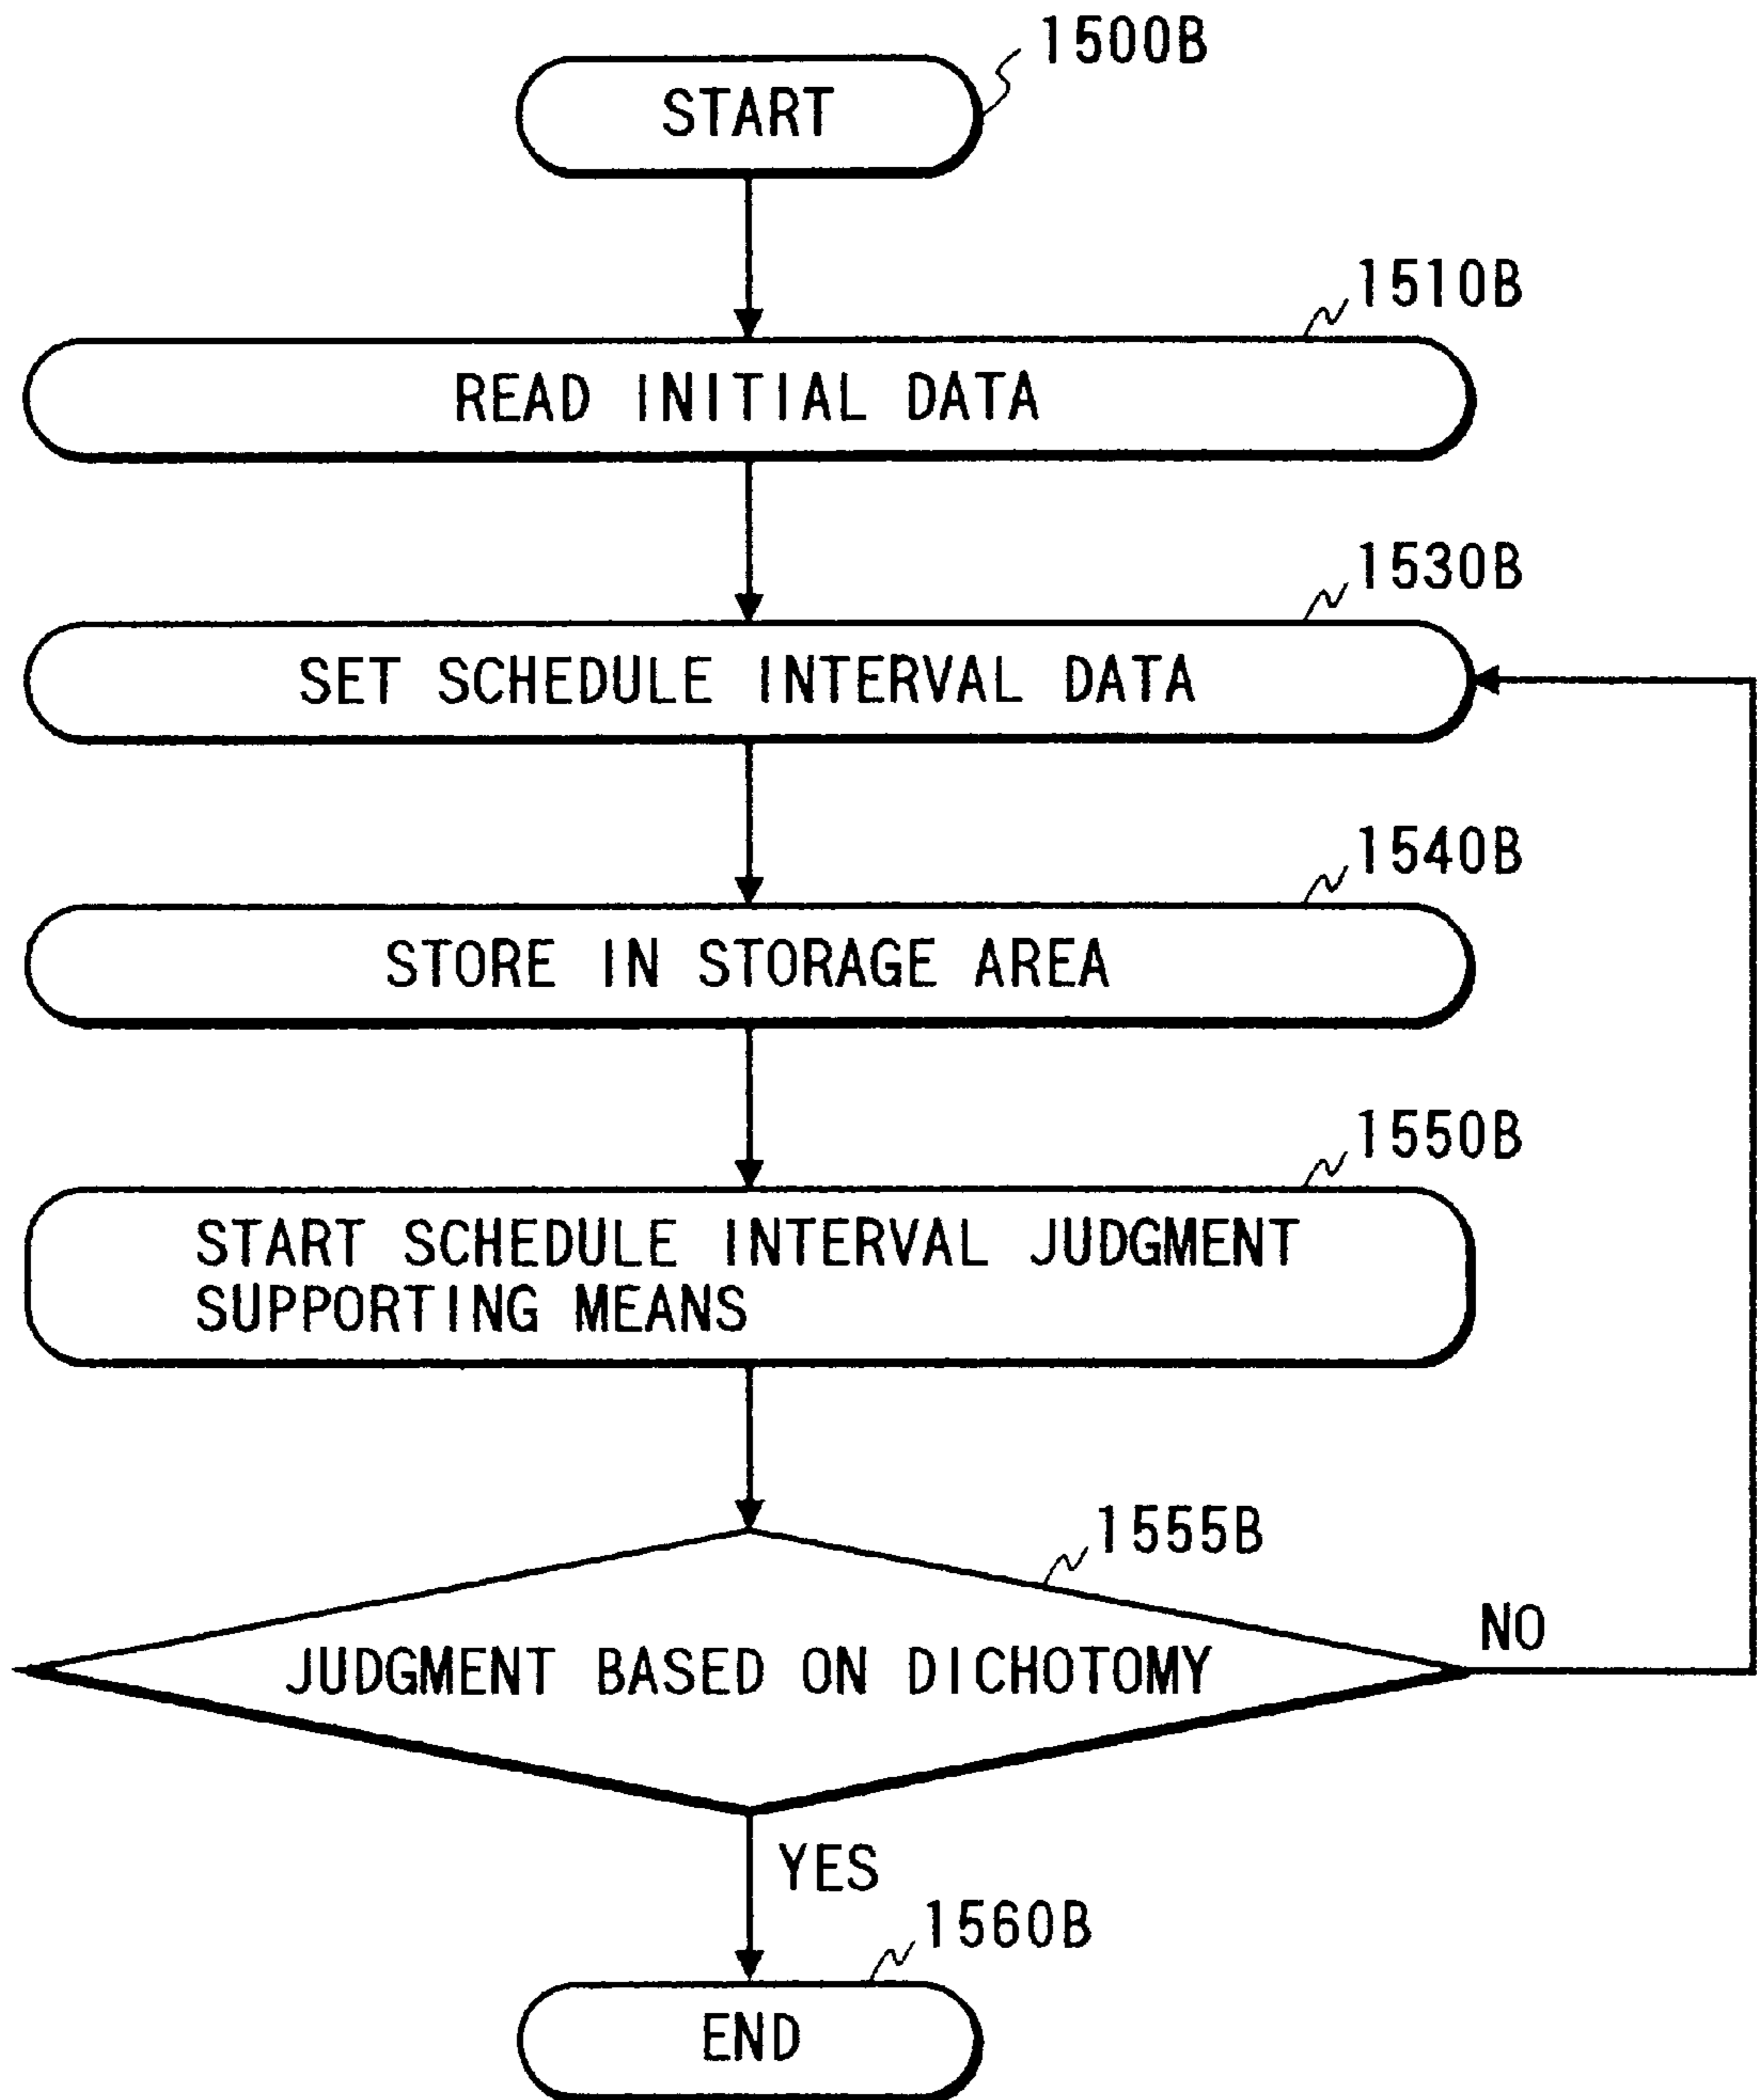 1500B
START
1510B
READ INITIAL DATA
1530B
SET SCHEDULE INTERVAL DATA
1540B
STORE IN STORAGE AREA
1550B
START SCHEDULE INTERVAL JUDGMENT
SUPPORTING MEANS
1555B
NO
JUDGMENT BASED ON DICHOTOMY
YES
1560B
END